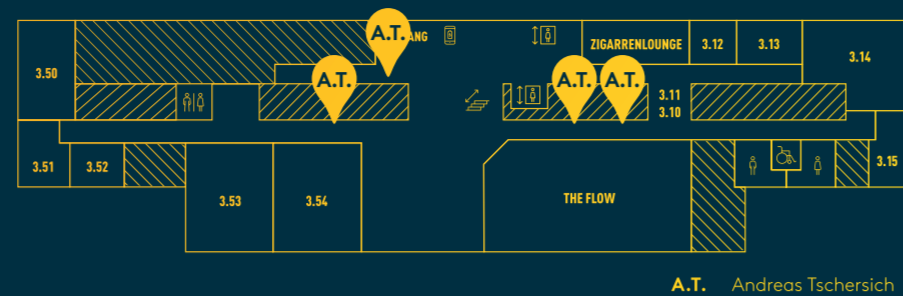 A.T.
ANG
ZIGARRENLOUNGE
3.12
3.13
3.14
3.50
A.T.
A.T.
A.T.
3.11
3.10
3.51
3.52
3.53
3.54
THE FLOW
3.15
A.T. Andreas Tschersich